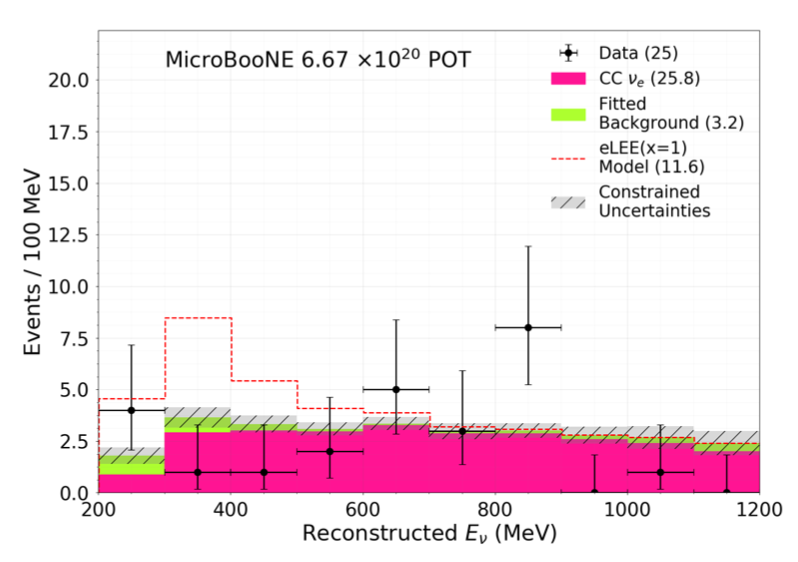 MicroBooNE 6.67 ×10²⁰ POT
Data (25)
CC νₑ (25.8)
Fitted
Background (3.2)
eLEE(x=1)
Model (11.6)
Constrained
Uncertainties
Events / 100 MeV
20.0
17.5
15.0
12.5
10.0
7.5
5.0
2.5
0.0
200
400
600
800
1000
1200
Reconstructed Eᵥ (MeV)